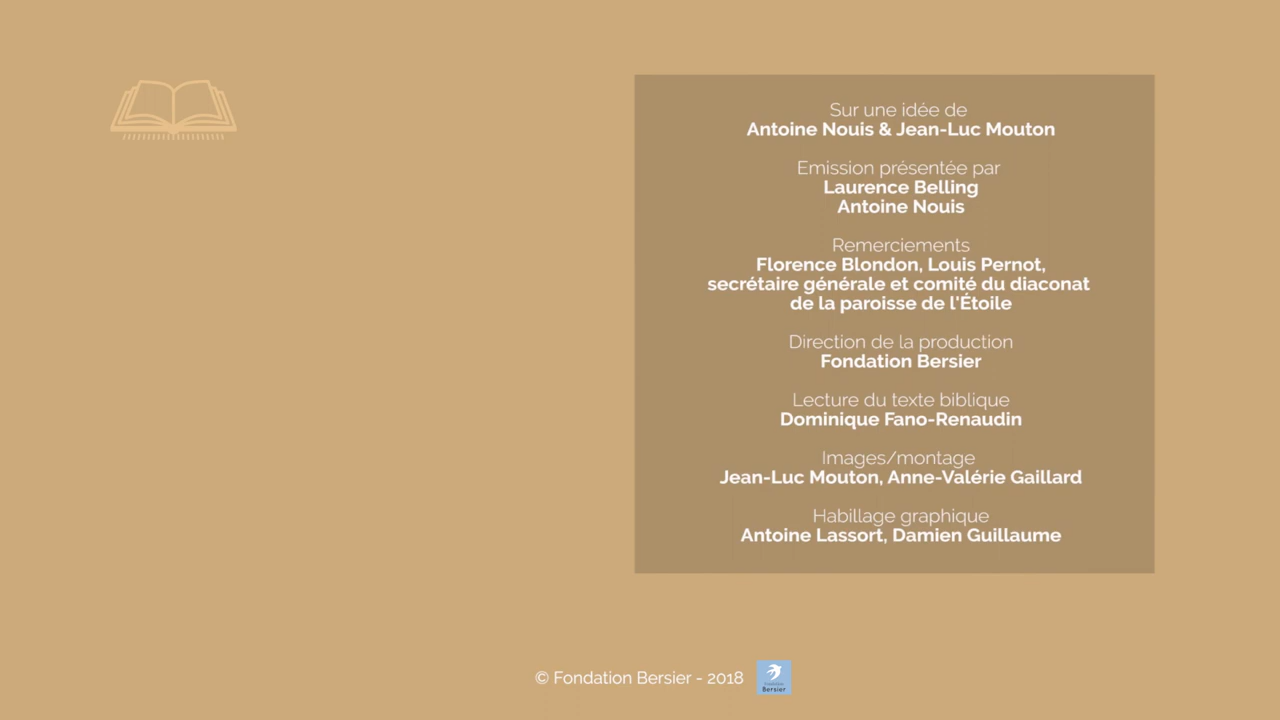 Sur une idée de
Antoine Nouis & Jean-Luc Mouton
Emission présentée par
Laurence Belling
Antoine Nouis
Remerciements
Florence Blondon, Louis Pernot,
secrétaire générale et comité du diaconat
de la paroisse de l'Étoile
Direction de la production
Fondation Bersier
Lecture du texte biblique
Dominique Fano-Renaudin
Images/montage
Jean-Luc Mouton, Anne-Valérie Gaillard
Habillage graphique
Antoine Lassort, Damien Guillaume
© Fondation Bersier - 2018
Fondation
Bersier